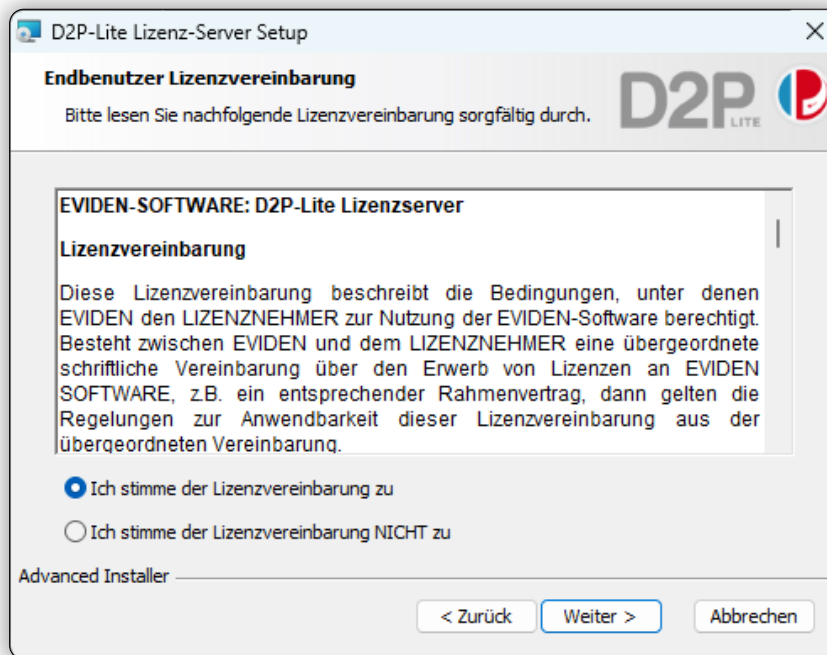 D2P-Lite Lizenz-Server Setup
Endbenutzer Lizenzvereinbarung
Bitte lesen Sie nachfolgende Lizenzvereinbarung sorgfältig durch.
D2P LITE
EVIDEN-SOFTWARE: D2P-Lite Lizenzserver
Lizenzvereinbarung
Diese Lizenzvereinbarung beschreibt die Bedingungen, unter denen
EVIDEN den LIZENZNEHMER zur Nutzung der EVIDEN-Software berechtigt.
Besteht zwischen EVIDEN und dem LIZENZNEHMER eine übergeordnete
schriftliche Vereinbarung über den Erwerb von Lizenzen an EVIDEN
SOFTWARE, z.B. ein entsprechender Rahmenvertrag, dann gelten die
Regelungen zur Anwendbarkeit dieser Lizenzvereinbarung aus der
übergeordneten Vereinbarung.
Ich stimme der Lizenzvereinbarung zu
Ich stimme der Lizenzvereinbarung NICHT zu
Advanced Installer
< Zurück Weiter > Abbrechen